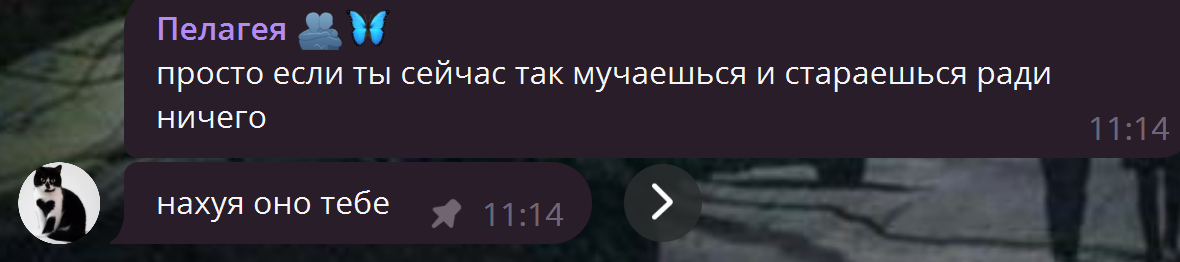 Пелагея 🫂🦋
просто если ты сейчас так мучаешься и стараешься ради
ничего
11:14
нахуя оно тебе
11:14